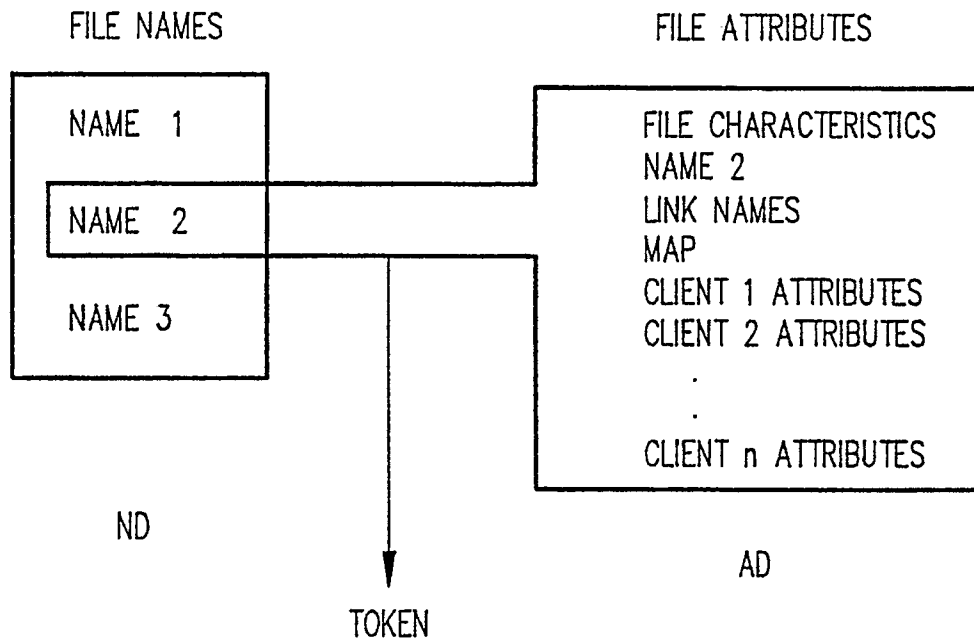 FILE NAMES
NAME 1
NAME 2
NAME 3
ND
FILE ATTRIBUTES
FILE CHARACTERISTICS
NAME 2
LINK NAMES
MAP
CLIENT 1 ATTRIBUTES
CLIENT 2 ATTRIBUTES
.
.
CLIENT n ATTRIBUTES
AD
TOKEN